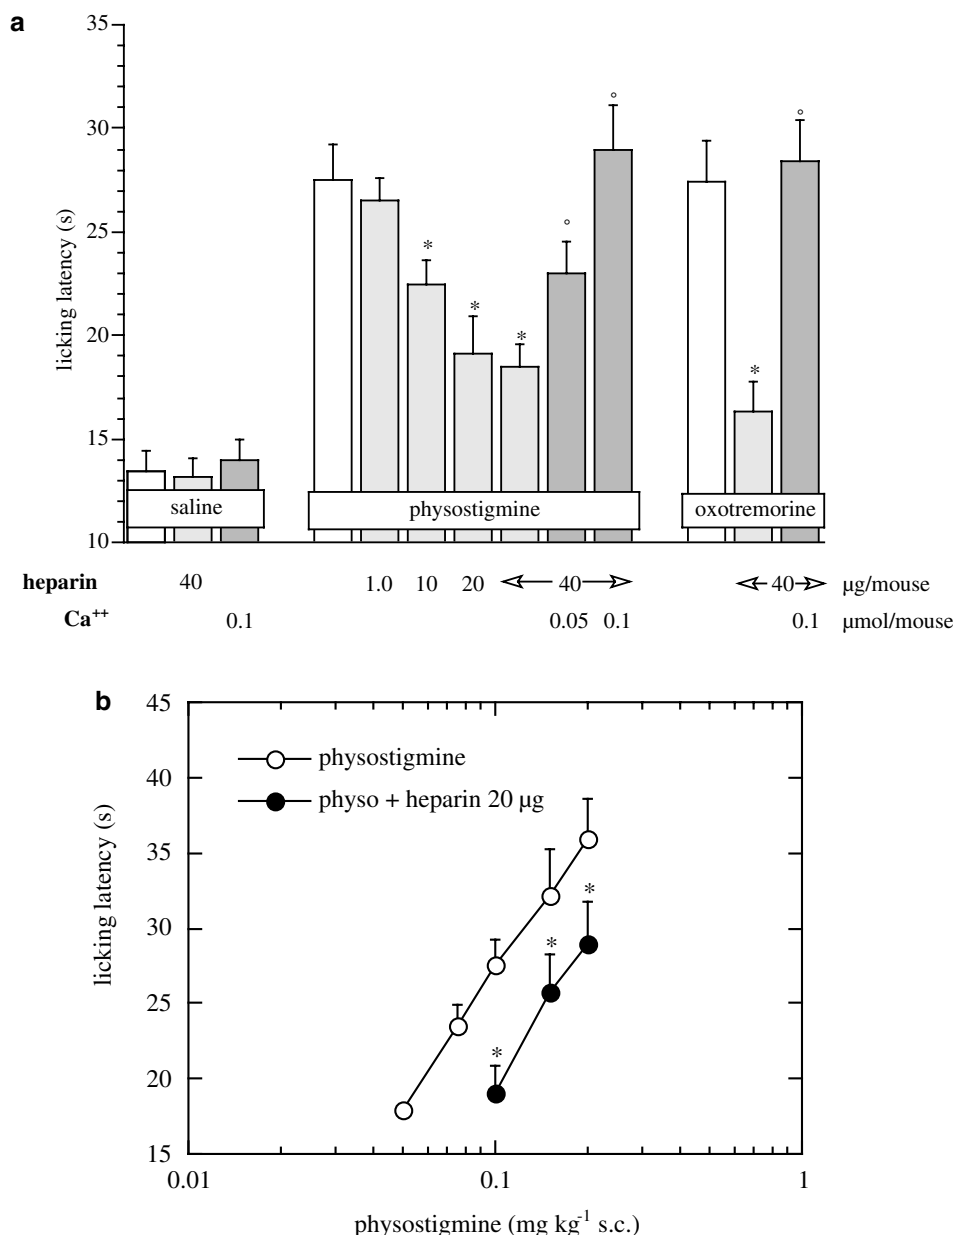 a
35
30
25
20
15
10
licking latency (s)
* * * ° ° * °
saline physostigmine oxotremorine
heparin 40 1.0 10 20 40 40 µg/mouse
Ca++ 0.1 0.05 0.1 0.1 µmol/mouse
b
45
40
35
30
25
20
15
licking latency (s)
physostigmine
physo + heparin 20 µg
* * *
0.01 0.1 1
physostigmine (mg kg-1 s.c.)